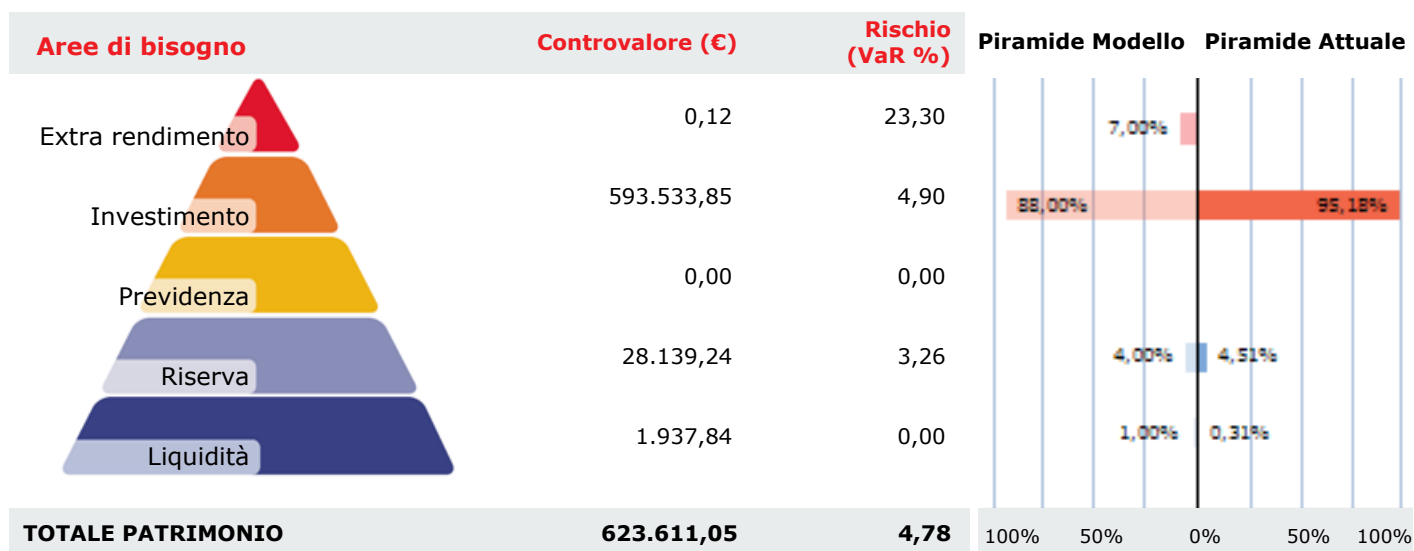 Aree di bisogno Controvalore (€) Rischio (VaR %) Piramide Modello Piramide Attuale
Extra rendimento 0,12 23,30 7,00%
Investimento 593.533,85 4,90 88,00% 95,18%
Previdenza 0,00 0,00
Riserva 28.139,24 3,26 4,00% 4,51%
Liquidità 1.937,84 0,00 1,00% 0,31%
TOTALE PATRIMONIO 623.611,05 4,78 100% 50% 0% 50% 100%